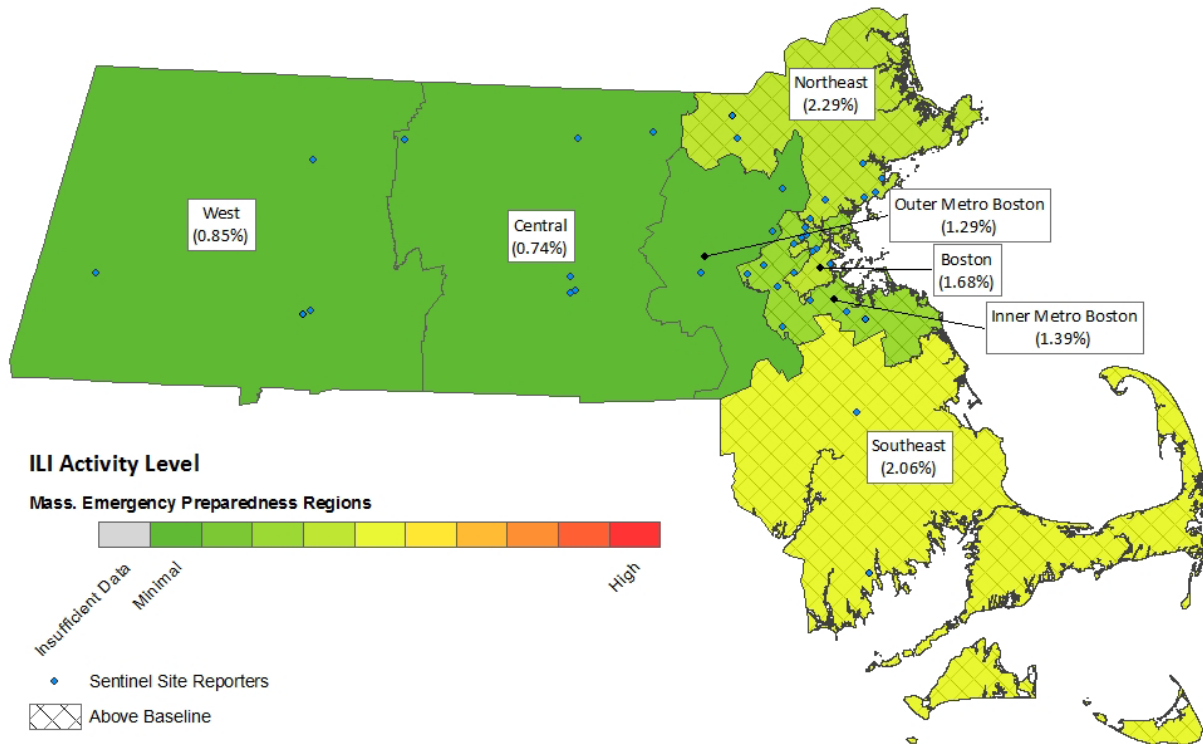 Northeast
(2.29%)
Outer Metro Boston
(1.29%)
West
(0.85%)
Central
(0.74%)
Boston
(1.68%)
Inner Metro Boston
(1.39%)
Southeast
(2.06%)
ILI Activity Level
Mass. Emergency Preparedness Regions
Insufficient Data
Minimal
High
Sentinel Site Reporters
Above Baseline